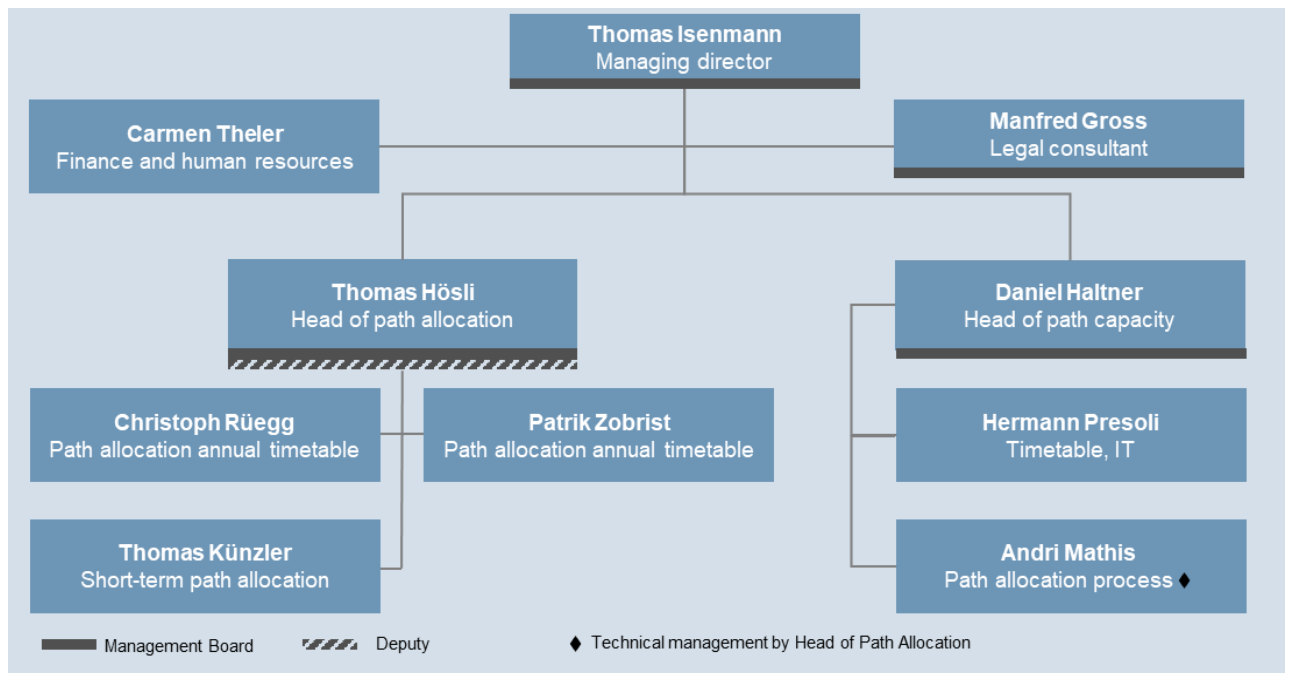 Thomas Isenmann
Managing director
Carmen Theler
Finance and human resources
Manfred Gross
Legal consultant
Thomas Hösli
Head of path allocation
Daniel Haltner
Head of path capacity
Christoph Rüegg
Path allocation annual timetable
Patrik Zobrist
Path allocation annual timetable
Hermann Presoli
Timetable, IT
Thomas Künzler
Short-term path allocation
Andri Mathis
Path allocation process ♦
Management Board
Deputy
♦ Technical management by Head of Path Allocation